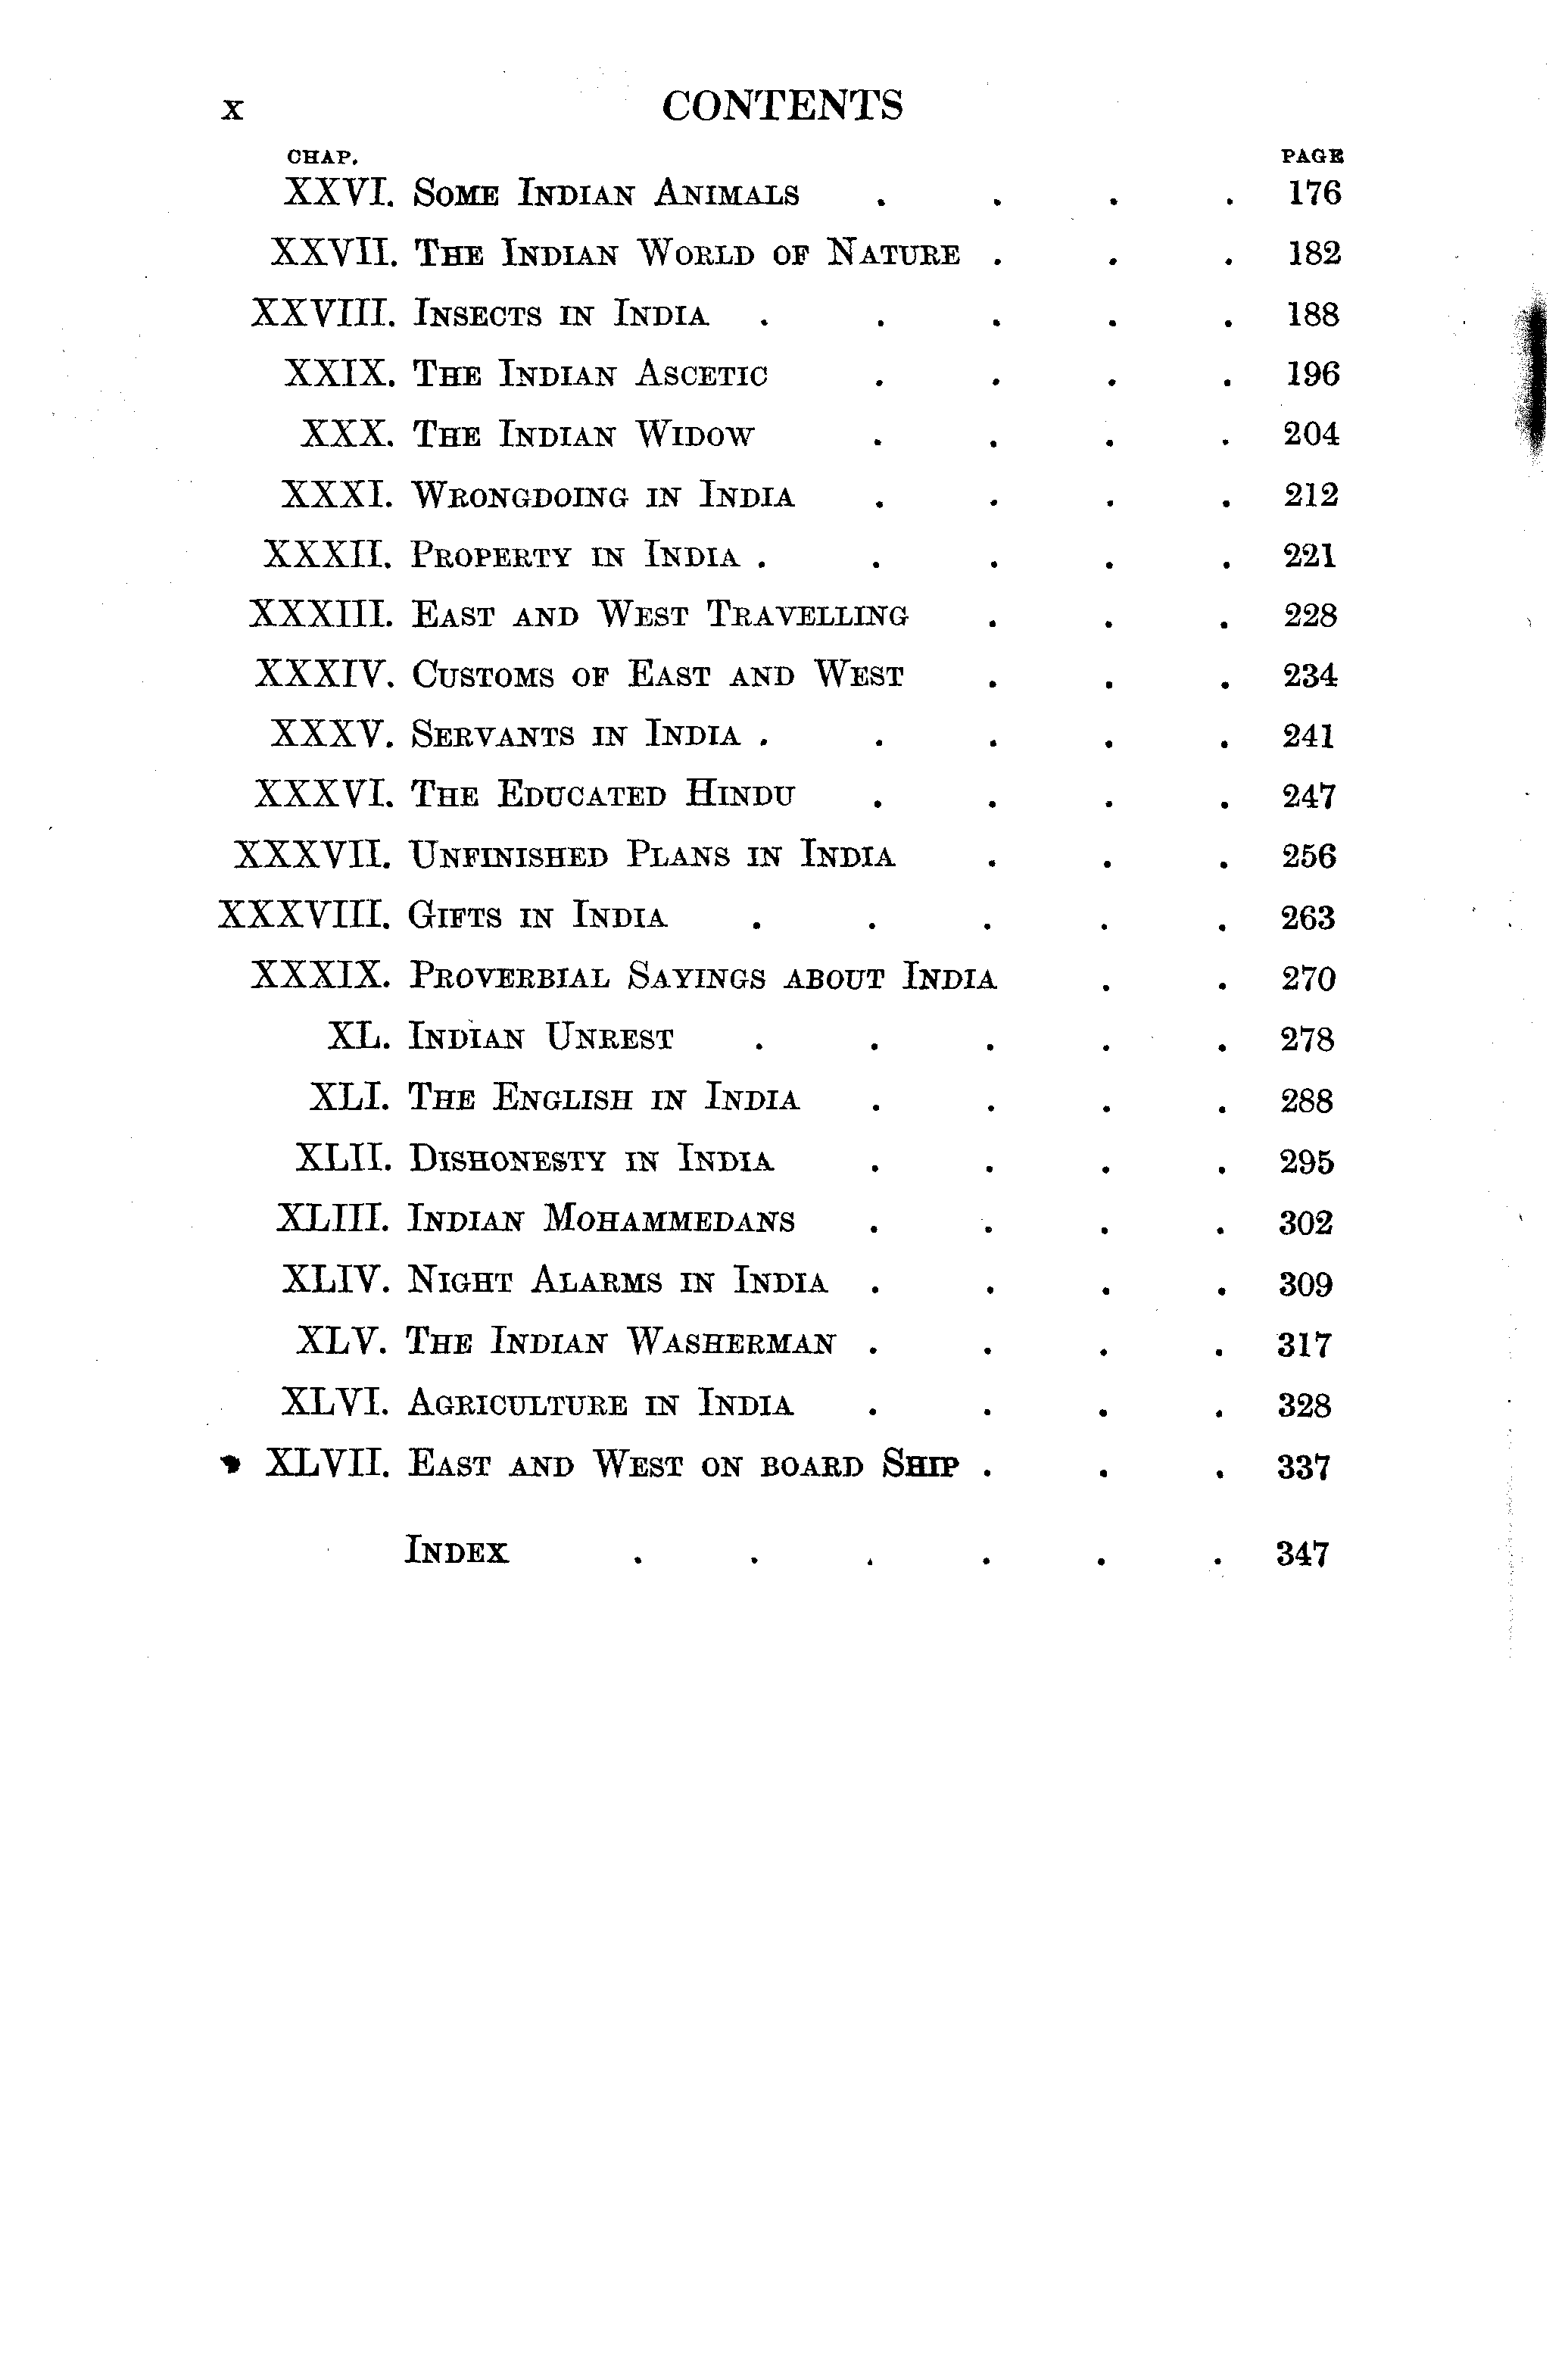 x CONTENTS
CHAP. PAGE
XXVI. SOME INDIAN ANIMALS . . . . 176
XXVII. THE INDIAN WORLD OF NATURE . . . 182
XXVIII. INSECTS IN INDIA . . . . . 188
XXIX. THE INDIAN ASCETIC . . . . 196
XXX. THE INDIAN WIDOW . . . . 204
XXXI. WRONGDOING IN INDIA . . . . 212
XXXII. PROPERTY IN INDIA . . . . . 221
XXXIII. EAST AND WEST TRAVELLING . . . 228
XXXIV. CUSTOMS OF EAST AND WEST . . . 234
XXXV. SERVANTS IN INDIA . . . . . 241
XXXVI. THE EDUCATED HINDU . . . . 247
XXXVII. UNFINISHED PLANS IN INDIA . . . 256
XXXVIII. GIFTS IN INDIA . . . . . 263
XXXIX. PROVERBIAL SAYINGS ABOUT INDIA . . 270
XL. INDIAN UNREST . . . . . 278
XLI. THE ENGLISH IN INDIA . . . . 288
XLII. DISHONESTY IN INDIA . . . . 295
XLIII. INDIAN MOHAMMEDANS . . . . 302
XLIV. NIGHT ALARMS IN INDIA . . . . 309
XLV. THE INDIAN WASHERMAN . . . . 317
XLVI. AGRICULTURE IN INDIA . . . . 328
XLVII. EAST AND WEST ON BOARD SHIP . . . 337
INDEX . . . . . . 347